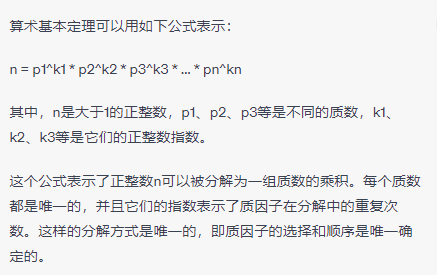 算术基本定理可以用如下公式表示：
n = p1^k1 * p2^k2 * p3^k3 * ... * pn^kn
其中，n是大于1的正整数，p1、p2、p3等是不同的质数，k1、
k2、k3等是它们的正整数指数。
这个公式表示了正整数n可以被分解为一组质数的乘积。每个质数
都是唯一的，并且它们的指数表示了质因子在分解中的重复次
数。这样的分解方式是唯一的，即质因子的选择和顺序是唯一确
定的。